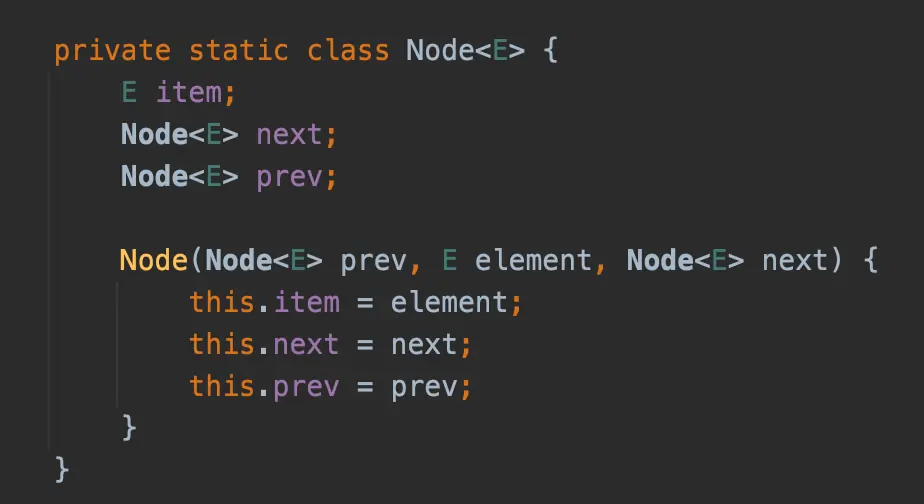 private static class Node<E> {
E item;
Node<E> next;
Node<E> prev;
Node(Node<E> prev, E element, Node<E> next) {
this.item = element;
this.next = next;
this.prev = prev;
}
}